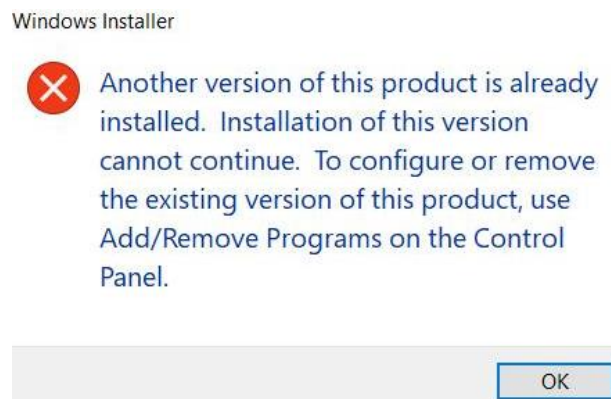 Windows Installer
Another version of this product is already
installed.  Installation of this version
cannot continue.  To configure or remove
the existing version of this product, use
Add/Remove Programs on the Control
Panel.
OK